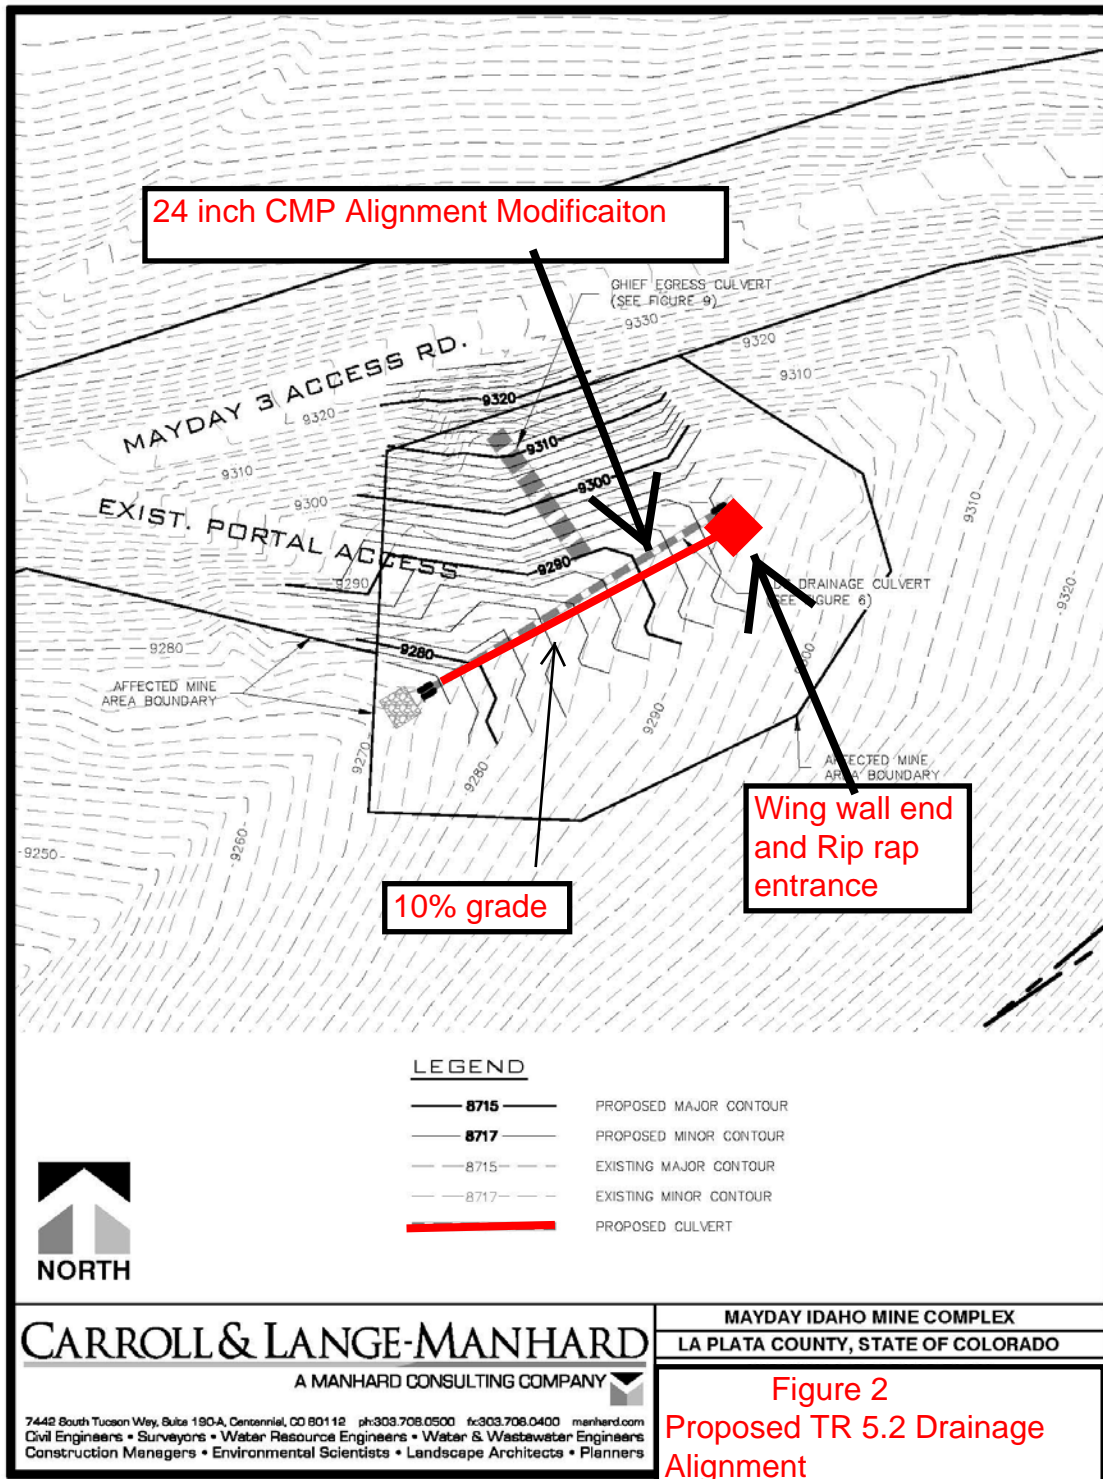 24 inch CMP Alignment Modificaiton
GHIEF EGRESS CULVERT
(SEE FIGURE 9)
9330
9320
9310
MAYDAY 3 ACCESS RD.
9320
9320
9310
9310
9300
9300
EXIST. PORTAL ACCESS
9310
9290
9290
DRAINAGE CULVERT
(SEE FIGURE 6)
9320
9280
9280
9300
AFFECTED MINE
AREA BOUNDARY
9290
9270
9280
AFFECTED MINE
AREA BOUNDARY
9260
9250
Wing wall end
and Rip rap
entrance
10% grade
LEGEND
8715 PROPOSED MAJOR CONTOUR
8717 PROPOSED MINOR CONTOUR
8715 EXISTING MAJOR CONTOUR
8717 EXISTING MINOR CONTOUR
PROPOSED CULVERT
NORTH
CARROLL & LANGE-MANHARD
A MANHARD CONSULTING COMPANY
7442 South Tucson Way, Suite 190-A, Centennial, CO 80112 ph:303.708.0500 fx:303.708.0400 manhard.com
Civil Engineers • Surveyors • Water Resource Engineers • Water & Wastewater Engineers
Construction Managers • Environmental Scientists • Landscape Architects • Planners
MAYDAY IDAHO MINE COMPLEX
LA PLATA COUNTY, STATE OF COLORADO
Figure 2
Proposed TR 5.2 Drainage
Alignment